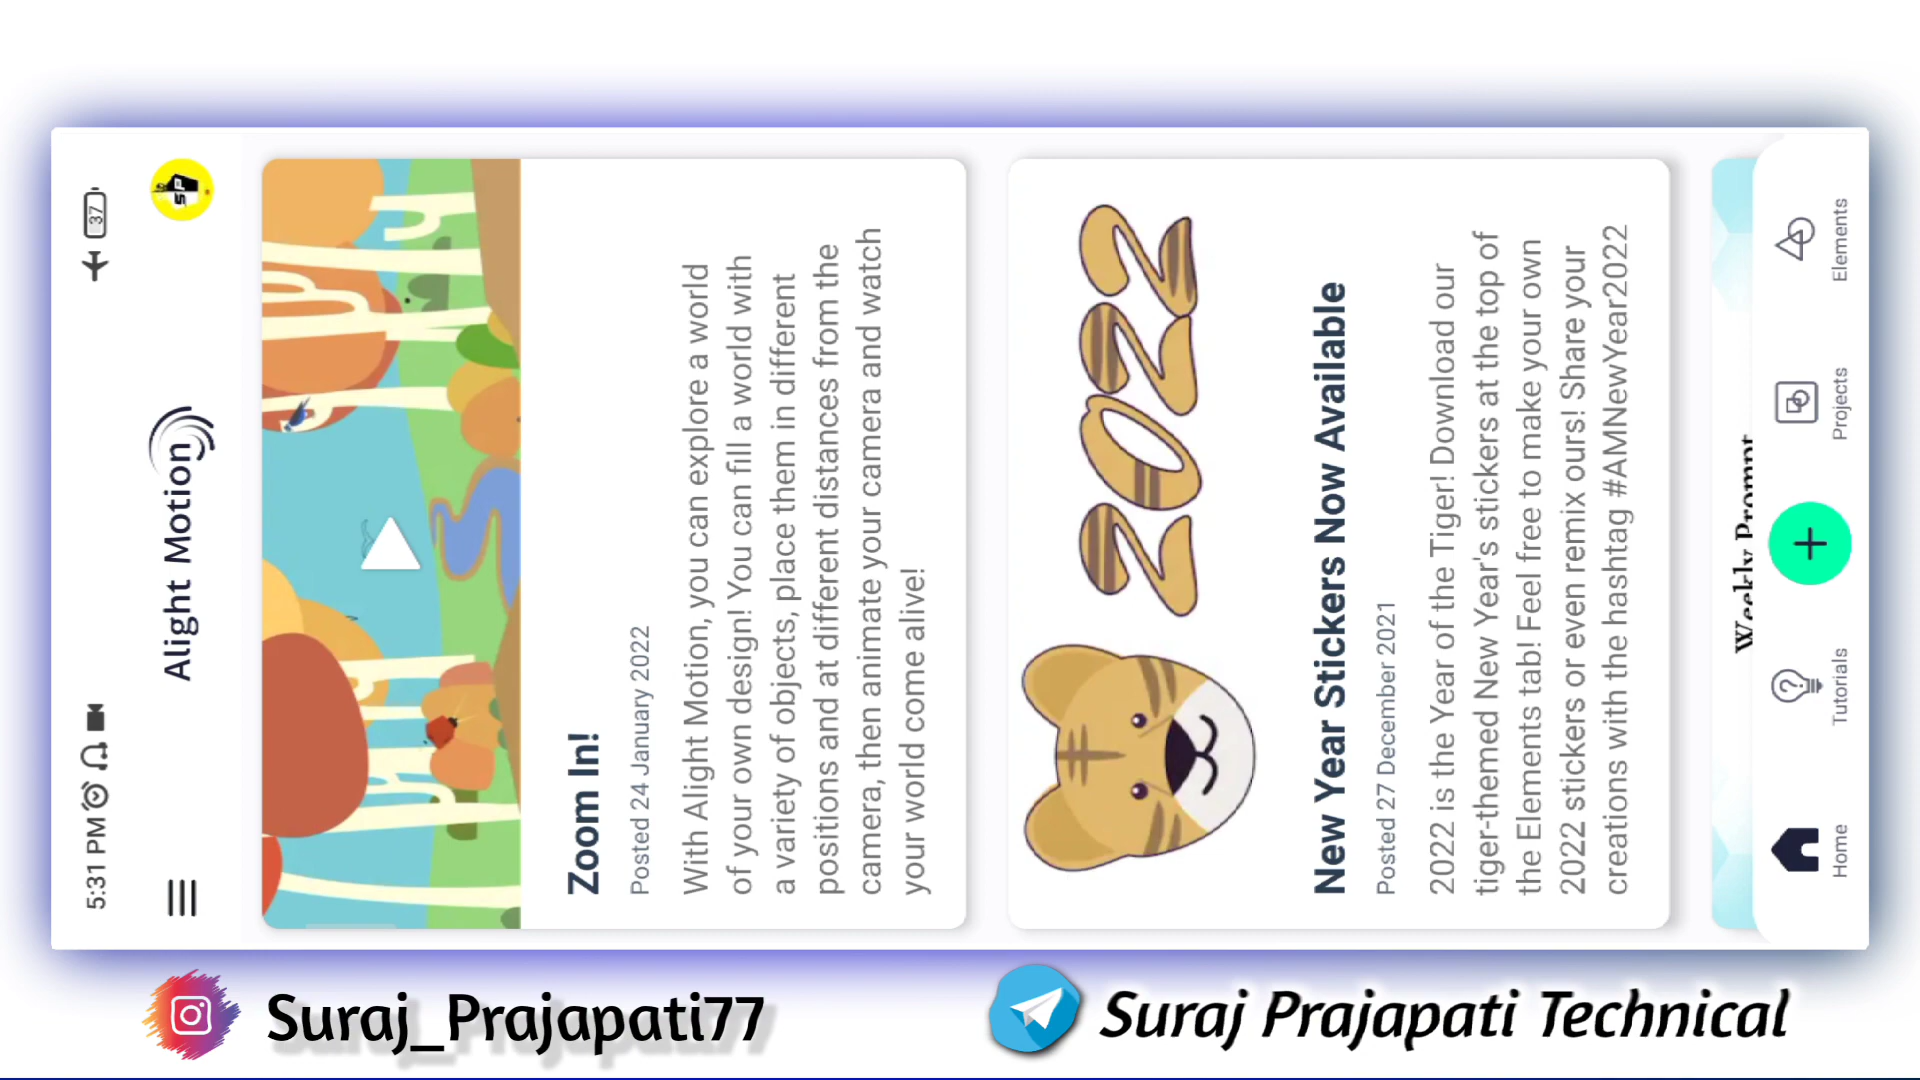 5:31 PM
37
Alight Motion
Zoom In!
Posted 24 January 2022
With Alight Motion, you can explore a world
of your own design! You can fill a world with
a variety of objects, place them in different
positions and at different distances from the
camera, then animate your camera and watch
your world come alive!
2022
New Year Stickers Now Available
Posted 27 December 2021
2022 is the Year of the Tiger! Download our
tiger-themed New Year's stickers at the top of
the Elements tab! Feel free to make your own
2022 stickers or even remix ours! Share your
creations with the hashtag #AMNewYear2022
Weekly Prompt
Home
Tutorials
Projects
Elements
Suraj_Prajapati77
Suraj Prajapati Technical